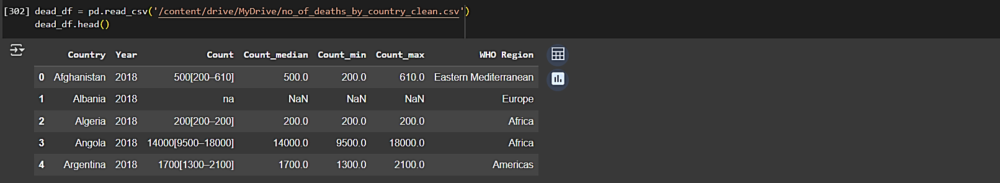 [302] dead_df = pd.read_csv('/content/drive/MyDrive/no_of_deaths_by_country_clean.csv')
dead_df.head()
Country Year Count Count_median Count_min Count_max WHO Region
0 Afghanistan 2018 500[200–610] 500.0 200.0 610.0 Eastern Mediterranean
1 Albania 2018 na NaN NaN NaN Europe
2 Algeria 2018 200[200–200] 200.0 200.0 200.0 Africa
3 Angola 2018 14000[9500–18000] 14000.0 9500.0 18000.0 Africa
4 Argentina 2018 1700[1300–2100] 1700.0 1300.0 2100.0 Americas